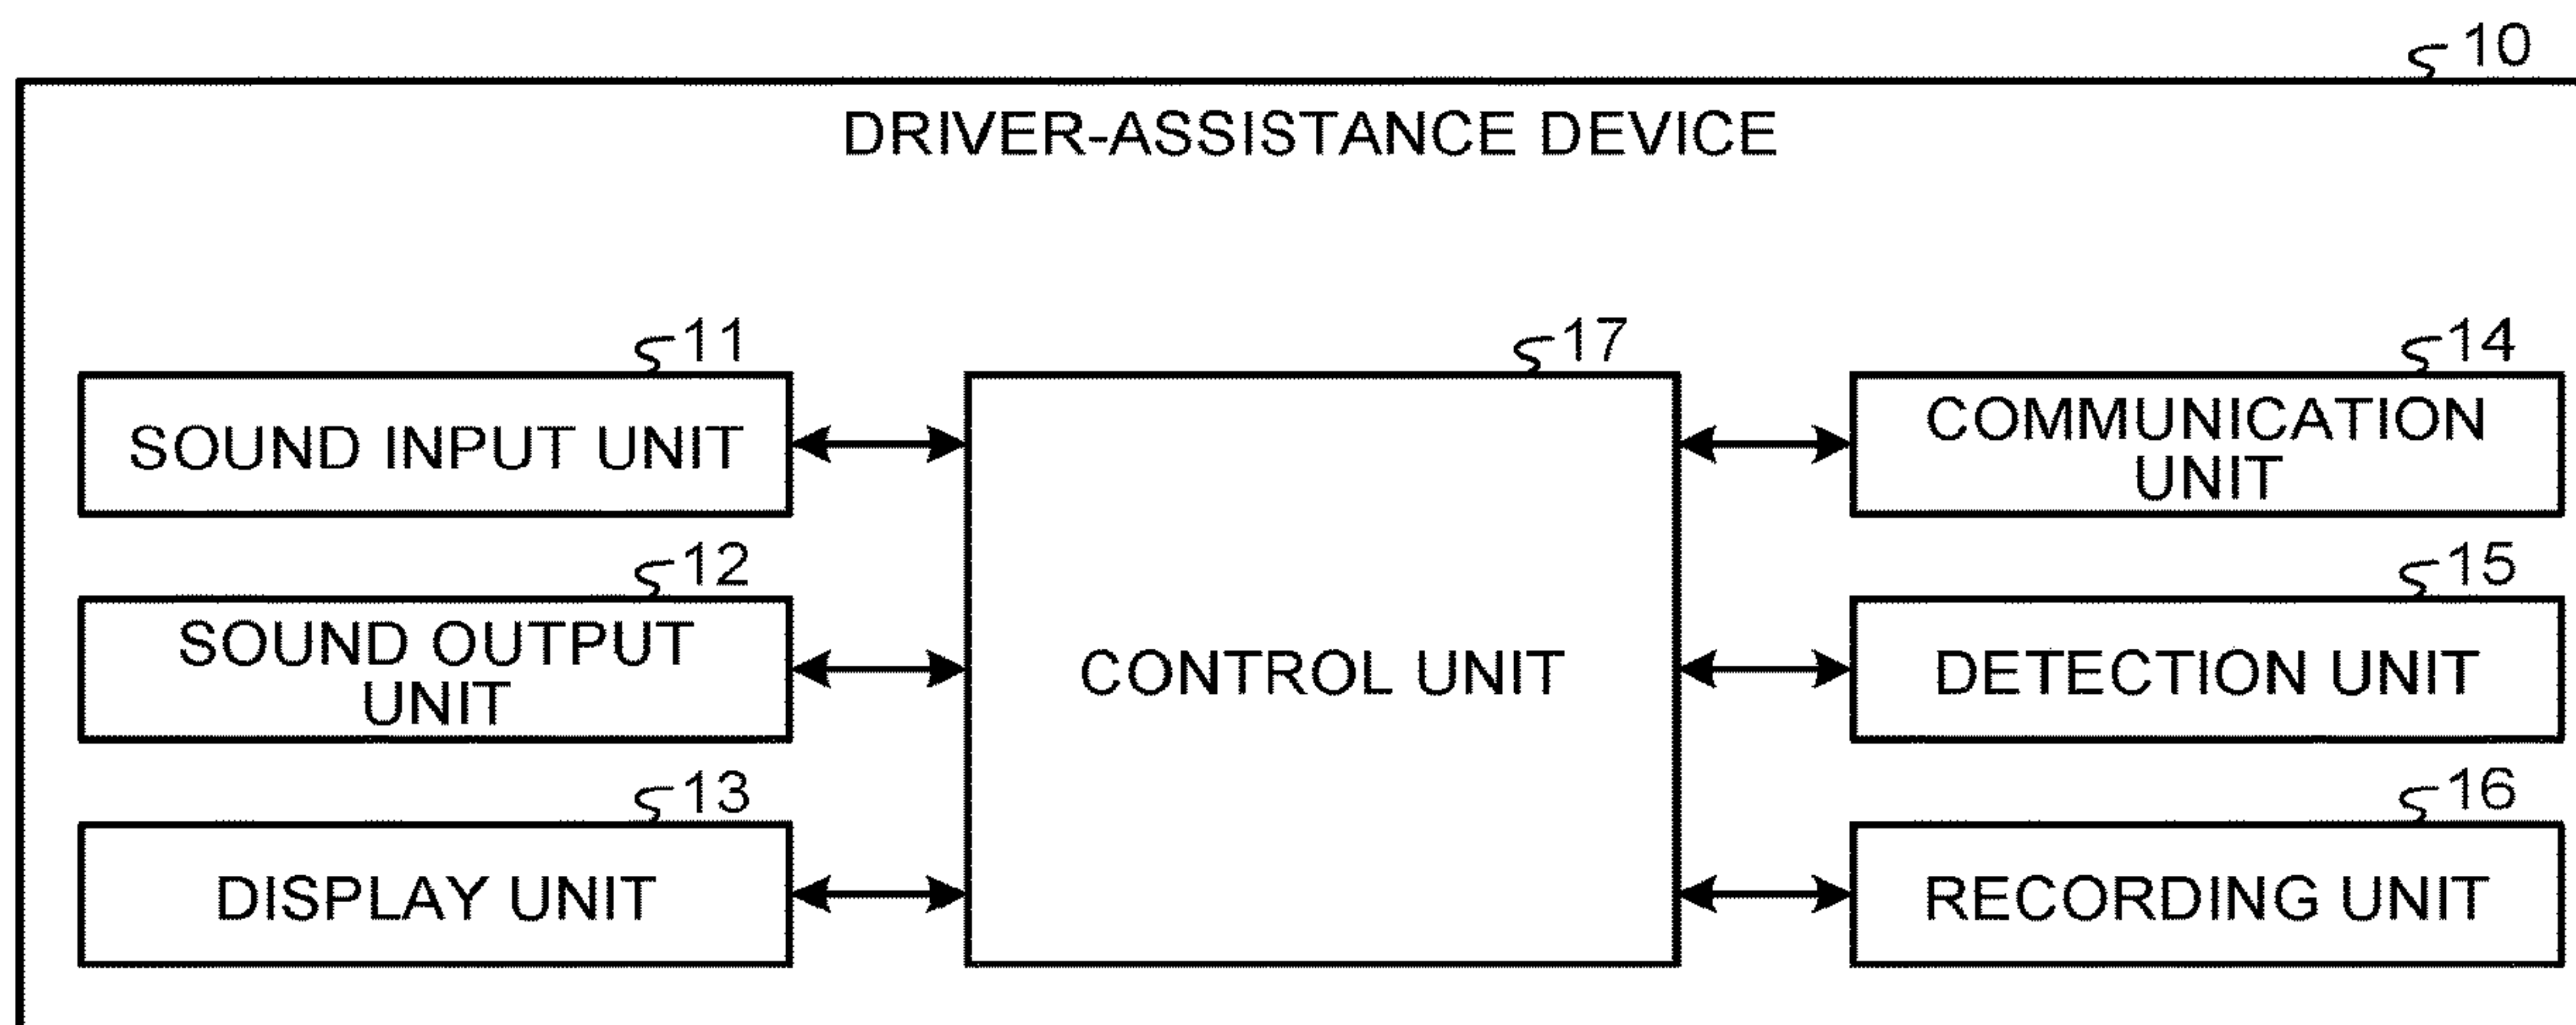 10
DRIVER-ASSISTANCE DEVICE
11
SOUND INPUT UNIT
12
SOUND OUTPUT
UNIT
13
DISPLAY UNIT
17
CONTROL UNIT
14
COMMUNICATION
UNIT
15
DETECTION UNIT
16
RECORDING UNIT